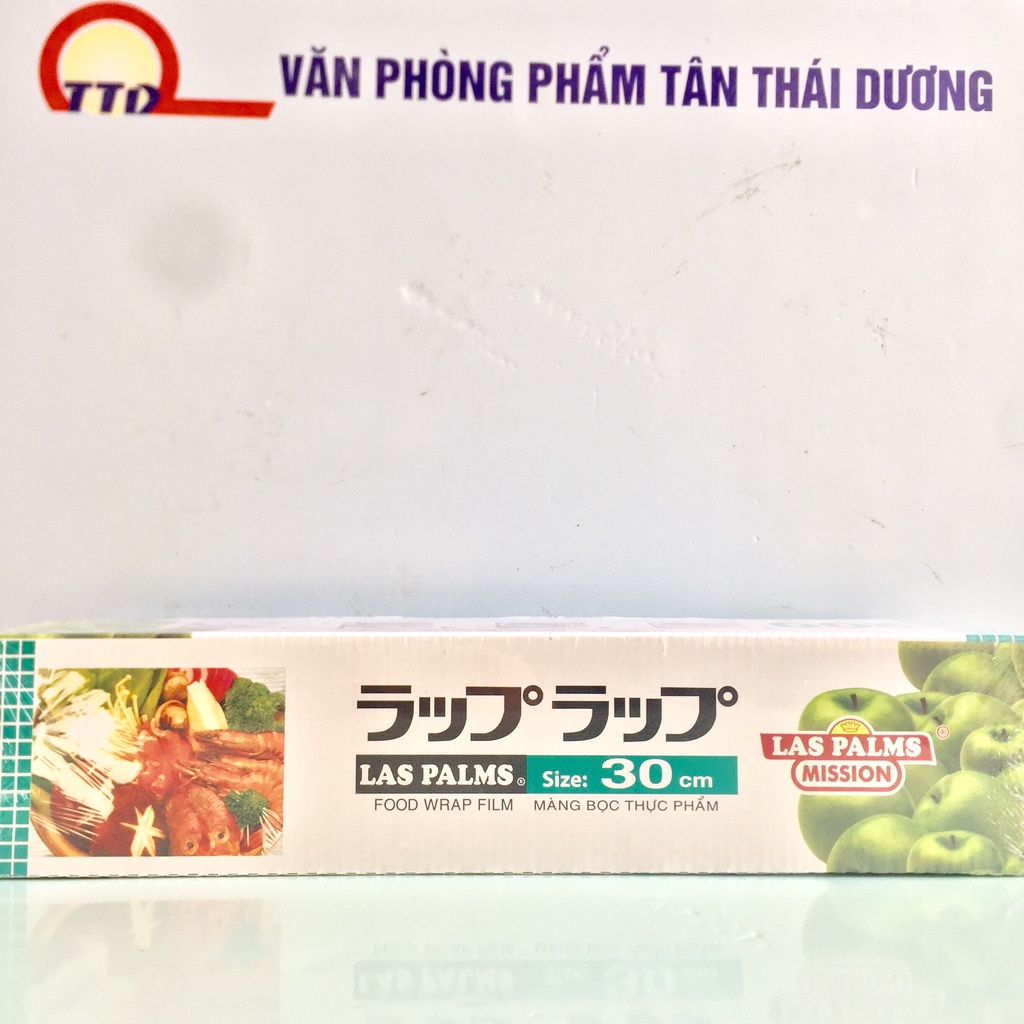 TTD
VĂN PHÒNG PHẨM TÂN THÁI DƯƠNG
ラップラップ
LAS PALMS® Size: 30 cm
FOOD WRAP FILM MÀNG BỌC THỰC PHẨM
LAS PALMS ®
MISSION